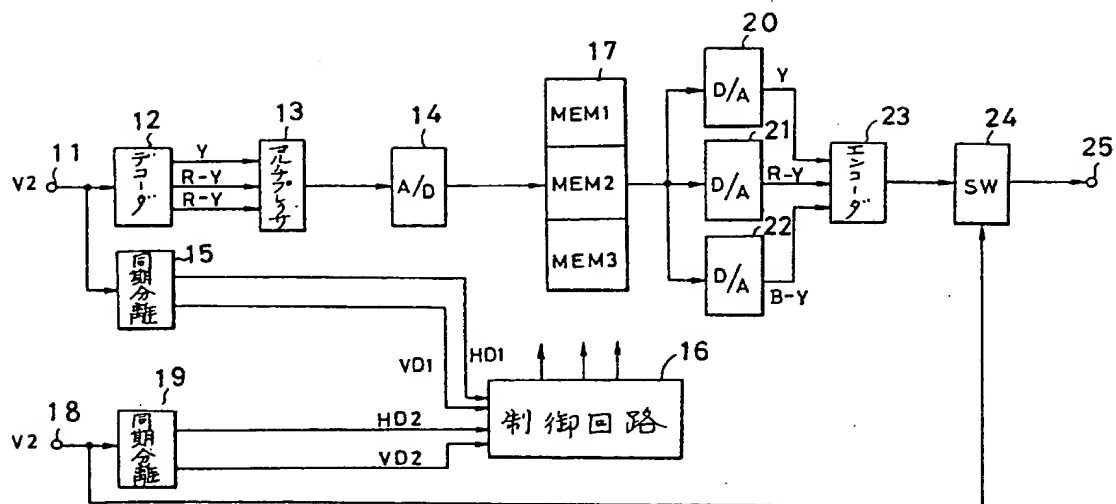 20
17
Y
12
13
D/A
MEM1
11
デコーダ
Y
マルチプレクサ
14
21
23
24
25
V2
R-Y
A/D
MEM2
D/A
R-Y
エンコーダ
SW
R-Y
22
15
MEM3
D/A
同期分離
B-Y
HD1
16
VD1
19
18
同期分離
制御回路
V2
HD2
VD2